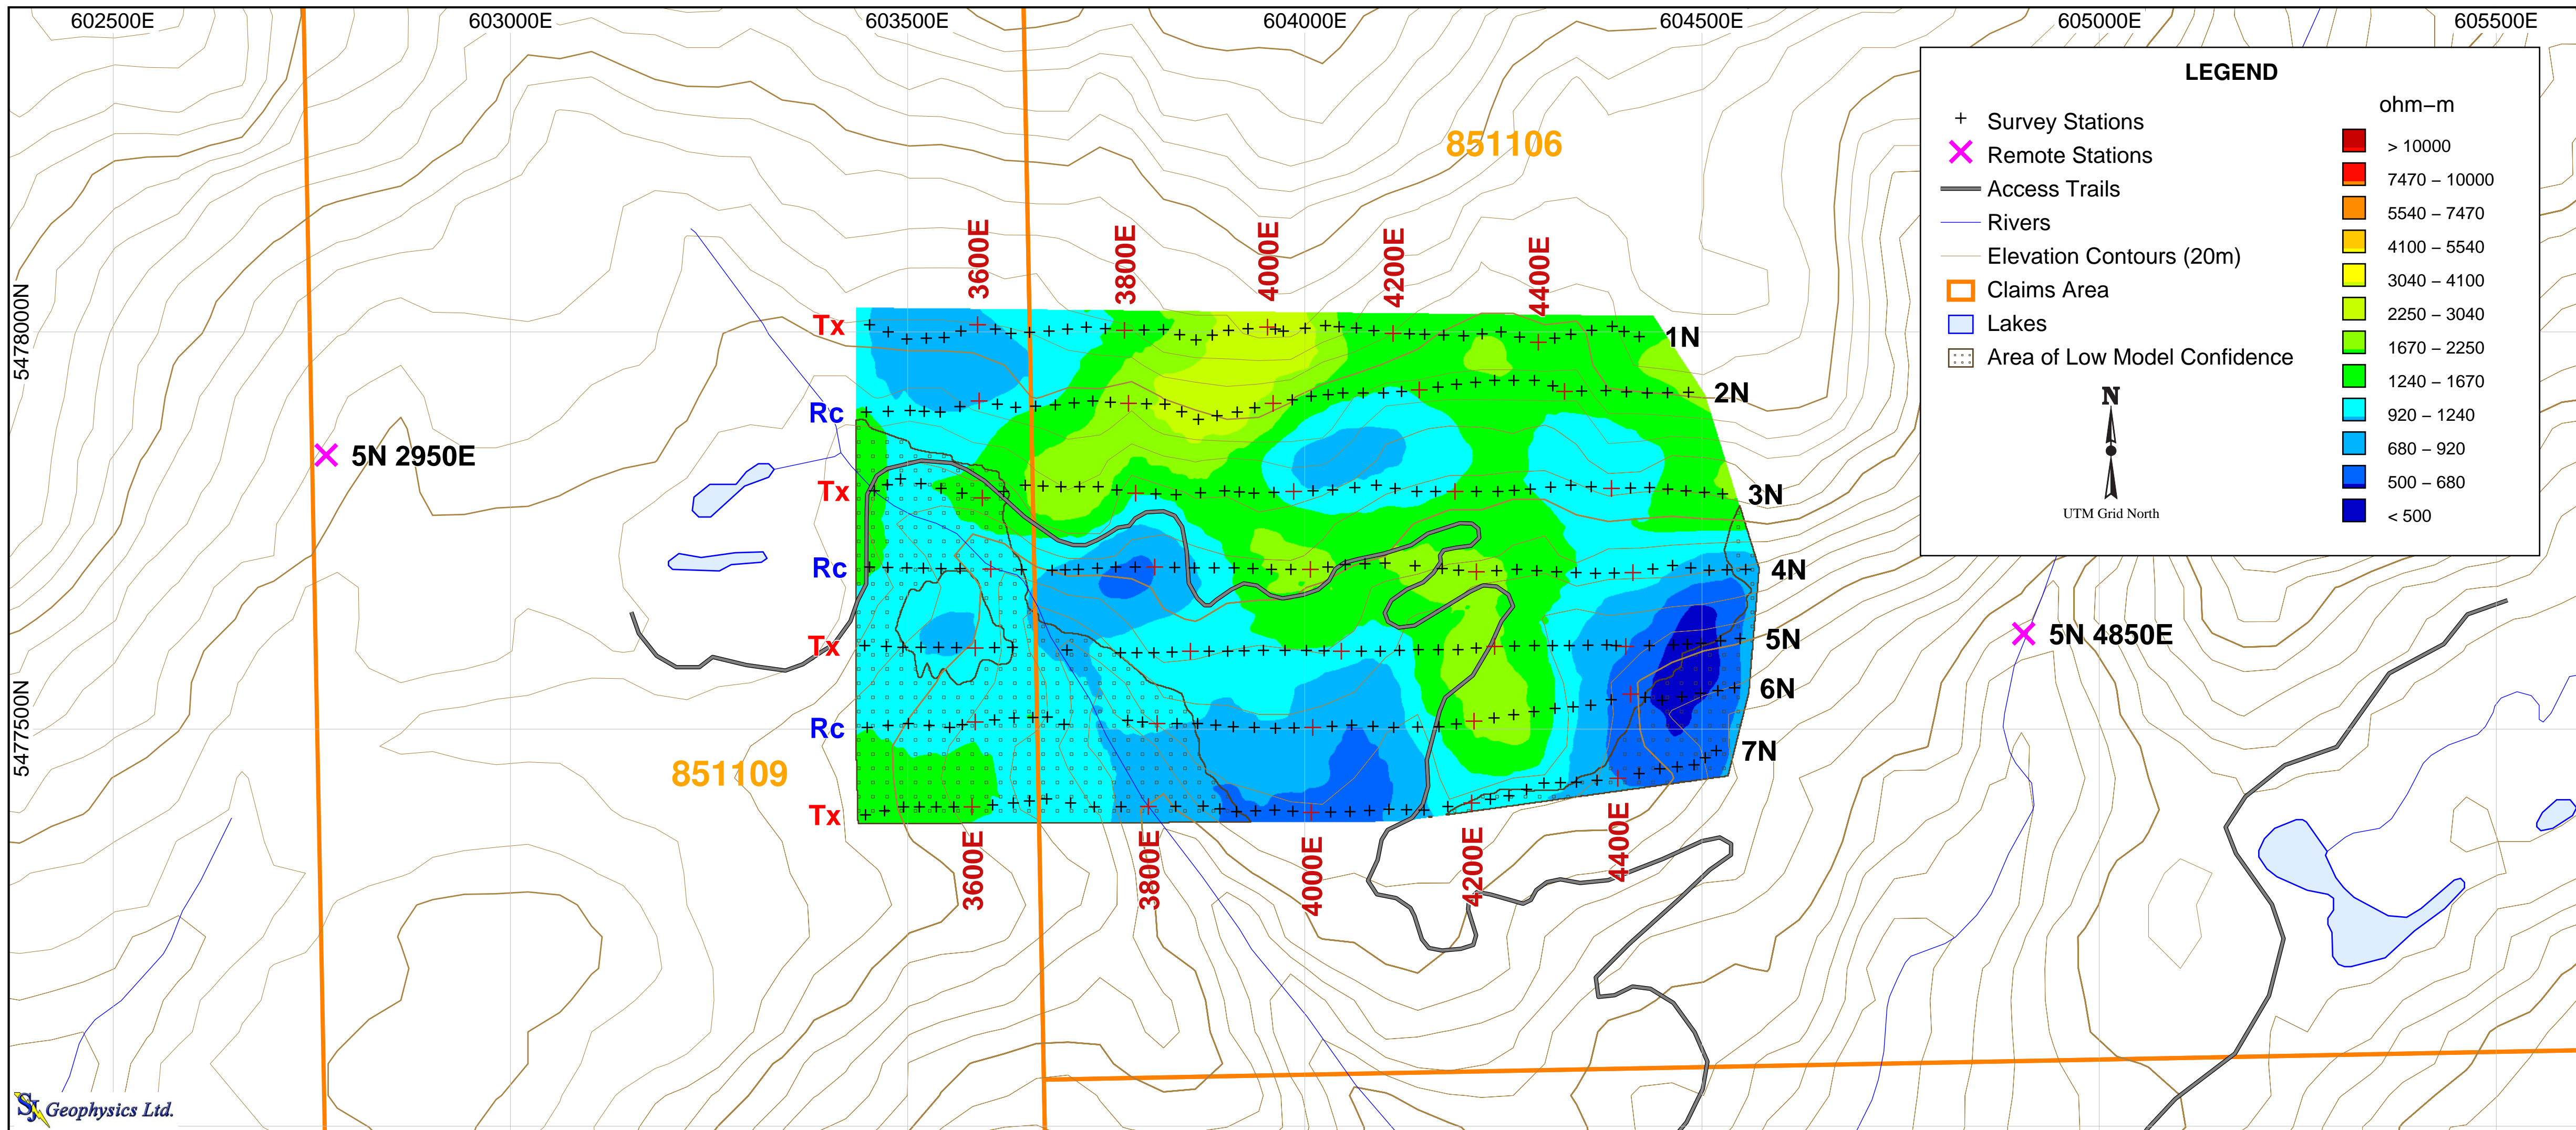 602500E 603000E 603500E 604000E 604500E 605000E 605500E
LEGEND
Survey Stations
Remote Stations
Access Trails
Rivers
Elevation Contours (20m)
Claims Area
Lakes
Area of Low Model Confidence
N
UTM Grid North
ohm–m
> 10000
7470 – 10000
5540 – 7470
4100 – 5540
3040 – 4100
2250 – 3040
1670 – 2250
1240 – 1670
920 – 1240
680 – 920
500 – 680
< 500
851106
3600E 3800E 4000E 4200E 4400E
5478000N
Tx 1N
Rc 2N
5N 2950E
Tx 3N
Rc 4N
Tx 5N
5N 4850E
6N
5477500N
Rc
7N
851109
Tx
3600E 3800E 4000E 4200E 4400E
SJ Geophysics Ltd.